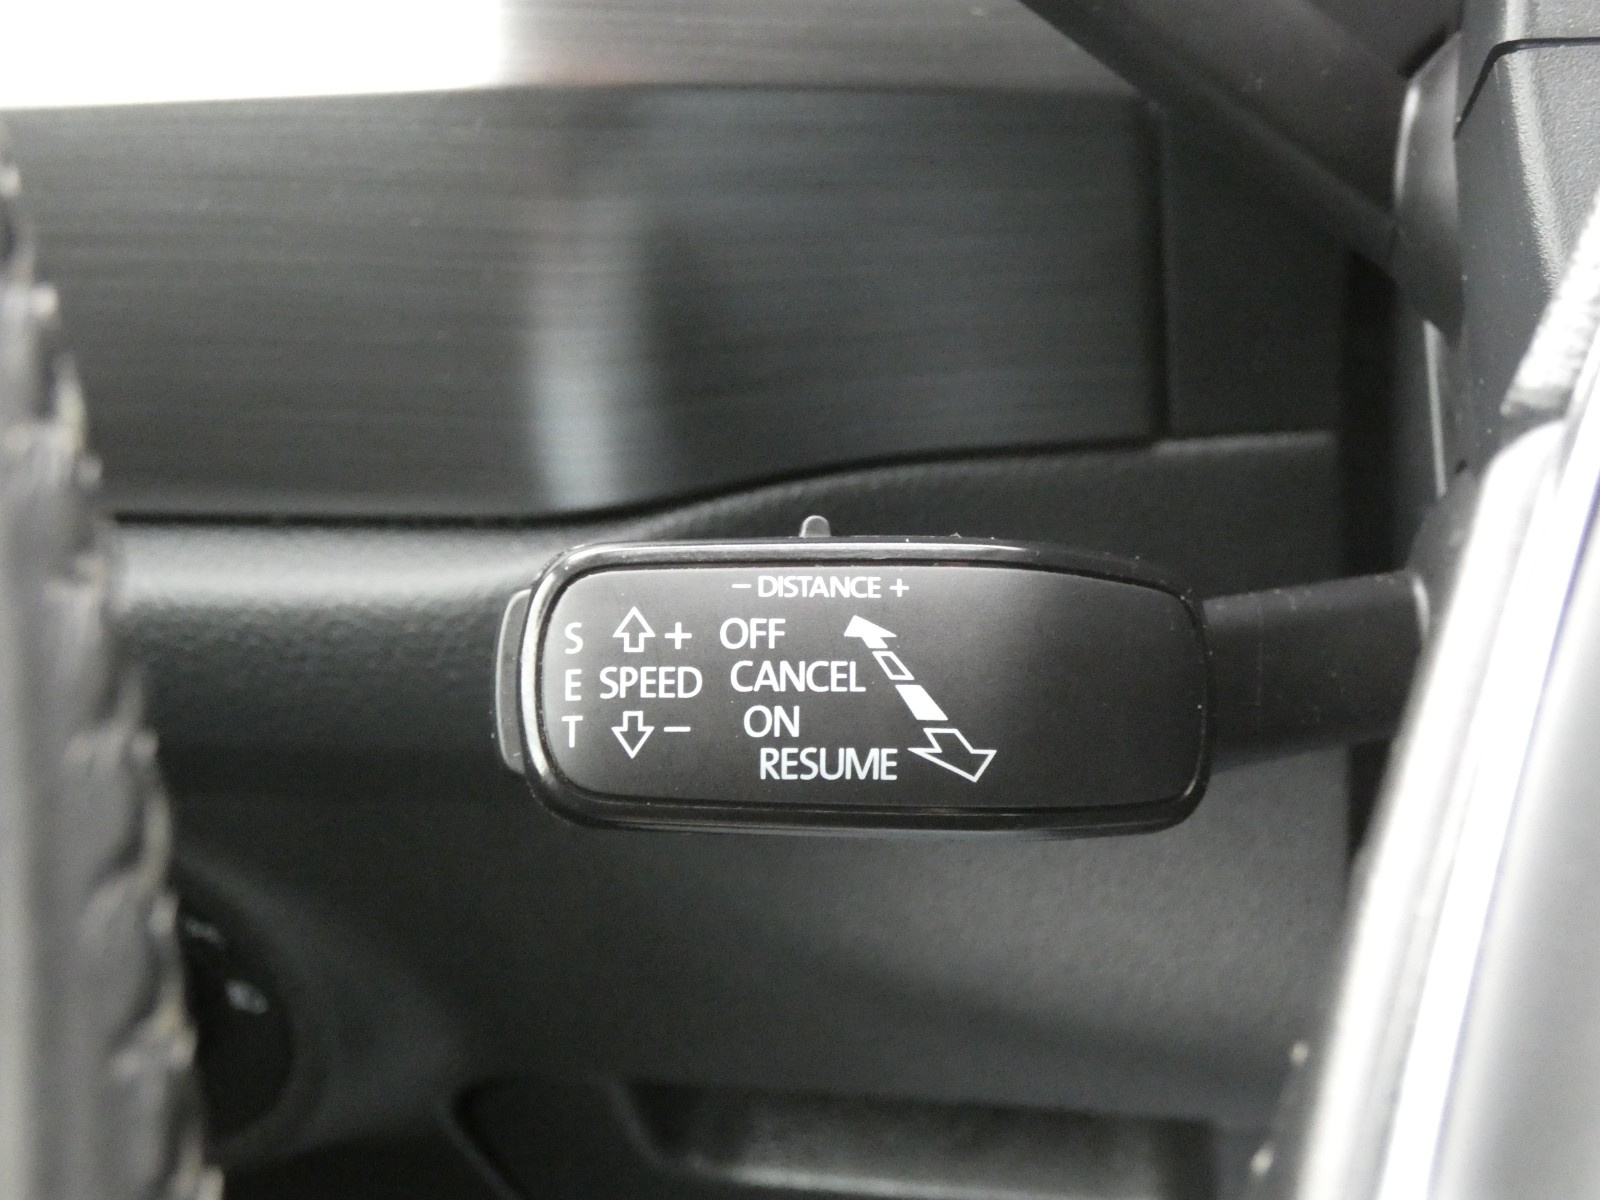 − DISTANCE +
S + OFF
E SPEED CANCEL
T − ON
RESUME